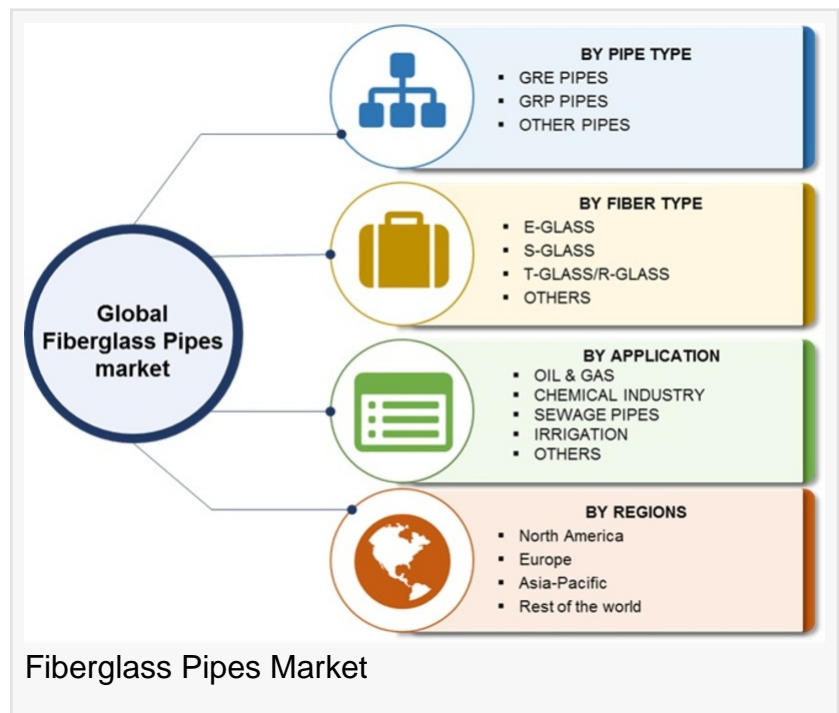 BY PIPE TYPE
▪ GRE PIPES
▪ GRP PIPES
▪ OTHER PIPES
BY FIBER TYPE
▪ E-GLASS
▪ S-GLASS
▪ T-GLASS/R-GLASS
▪ OTHERS
Global
Fiberglass Pipes
market
BY APPLICATION
▪ OIL & GAS
▪ CHEMICAL INDUSTRY
▪ SEWAGE PIPES
▪ IRRIGATION
▪ OTHERS
BY REGIONS
▪ North America
▪ Europe
▪ Asia-Pacific
▪ Rest of the world
Fiberglass Pipes Market